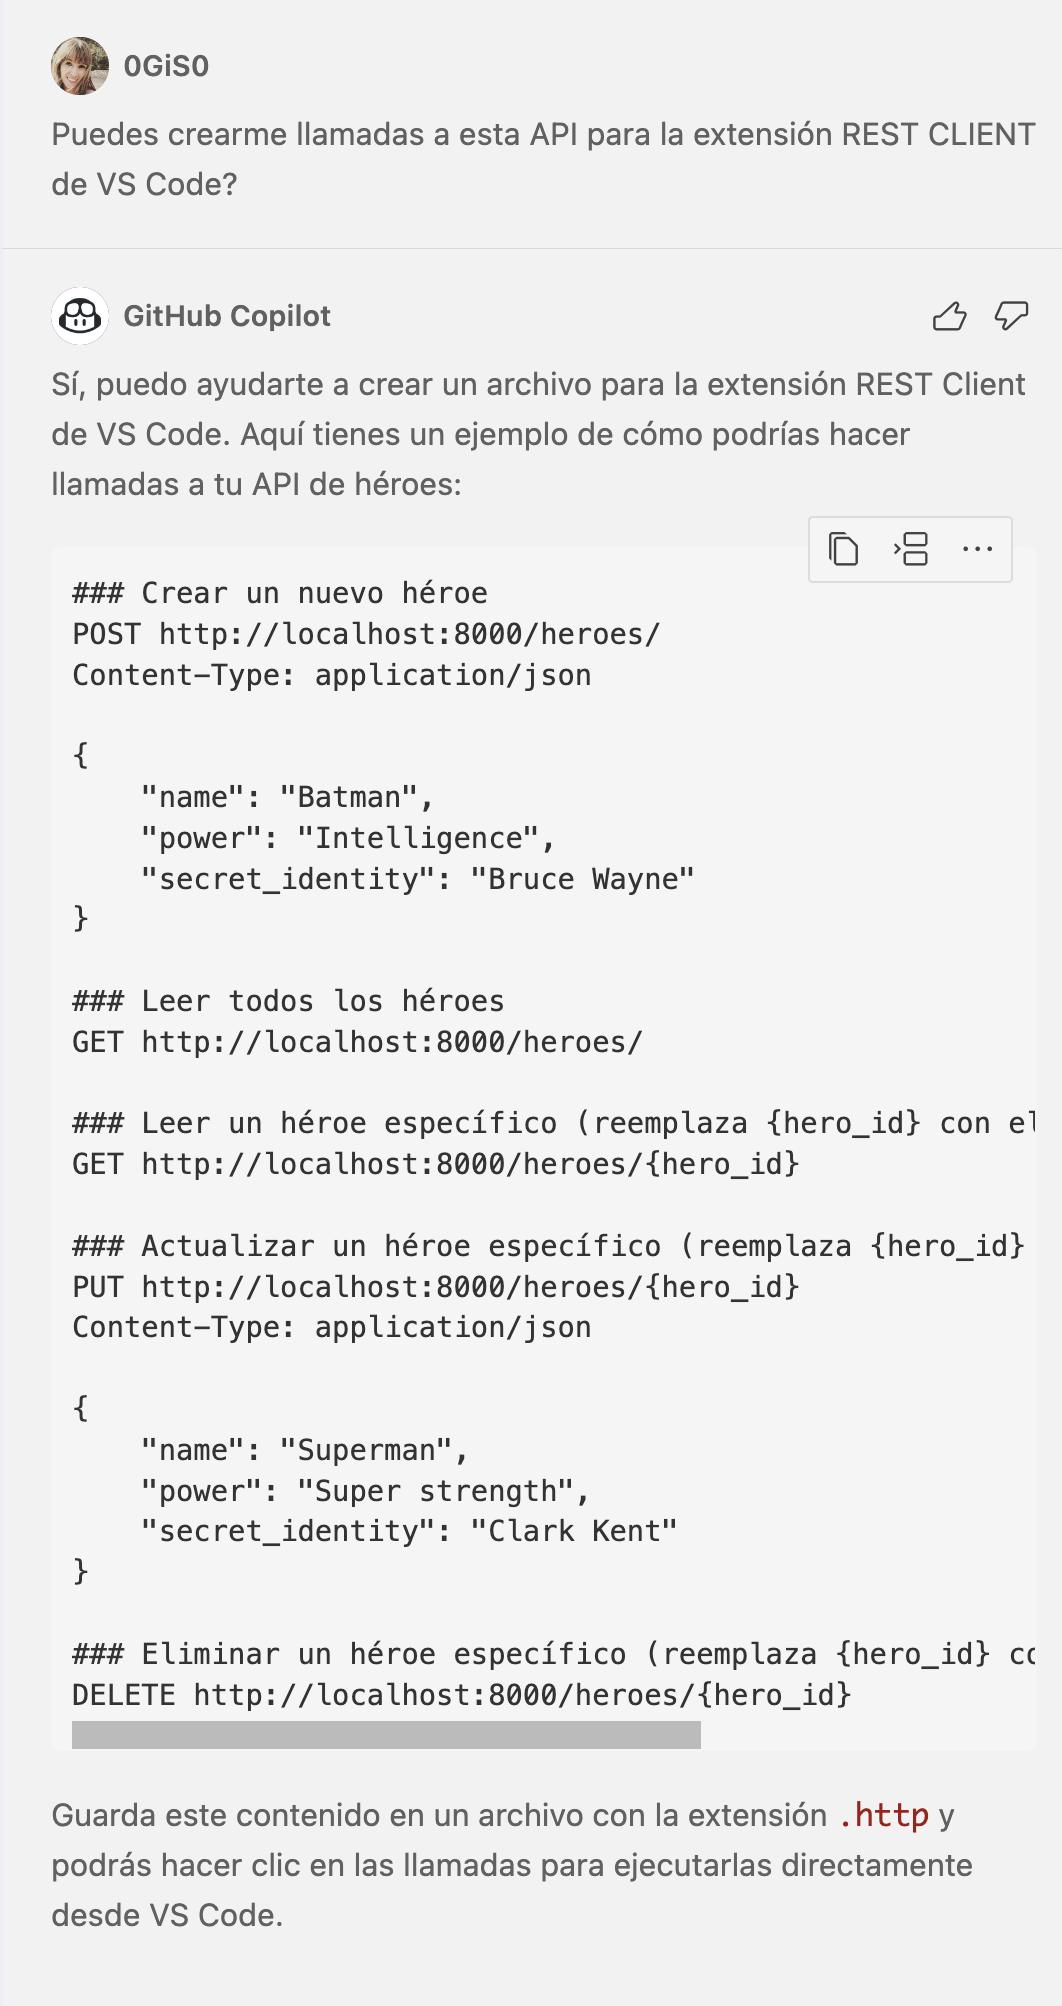 0GiS0
Puedes crearme llamadas a esta API para la extensión REST CLIENT
de VS Code?
GitHub Copilot
Sí, puedo ayudarte a crear un archivo para la extensión REST Client
de VS Code. Aquí tienes un ejemplo de cómo podrías hacer
llamadas a tu API de héroes:
### Crear un nuevo héroe
POST http://localhost:8000/heroes/
Content-Type: application/json
{
    "name": "Batman",
    "power": "Intelligence",
    "secret_identity": "Bruce Wayne"
}
### Leer todos los héroes
GET http://localhost:8000/heroes/
### Leer un héroe específico (reemplaza {hero_id} con el
GET http://localhost:8000/heroes/{hero_id}
### Actualizar un héroe específico (reemplaza {hero_id}
PUT http://localhost:8000/heroes/{hero_id}
Content-Type: application/json
{
    "name": "Superman",
    "power": "Super strength",
    "secret_identity": "Clark Kent"
}
### Eliminar un héroe específico (reemplaza {hero_id} co
DELETE http://localhost:8000/heroes/{hero_id}
Guarda este contenido en un archivo con la extensión .http y
podrás hacer clic en las llamadas para ejecutarlas directamente
desde VS Code.